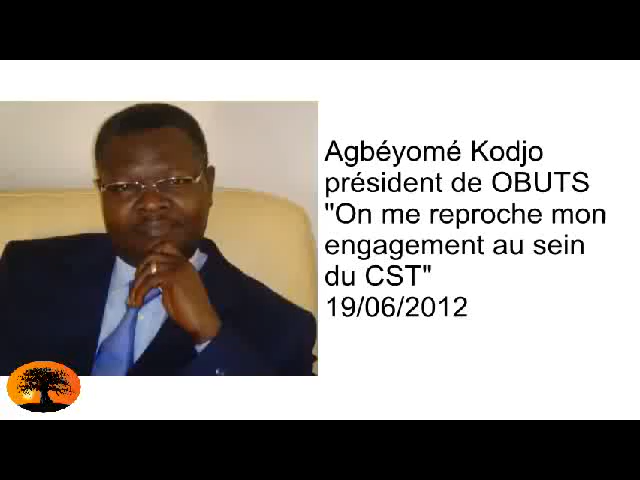 Agbéyomé Kodjo
président de OBUTS
"On me reproche mon
engagement au sein
du CST"
19/06/2012